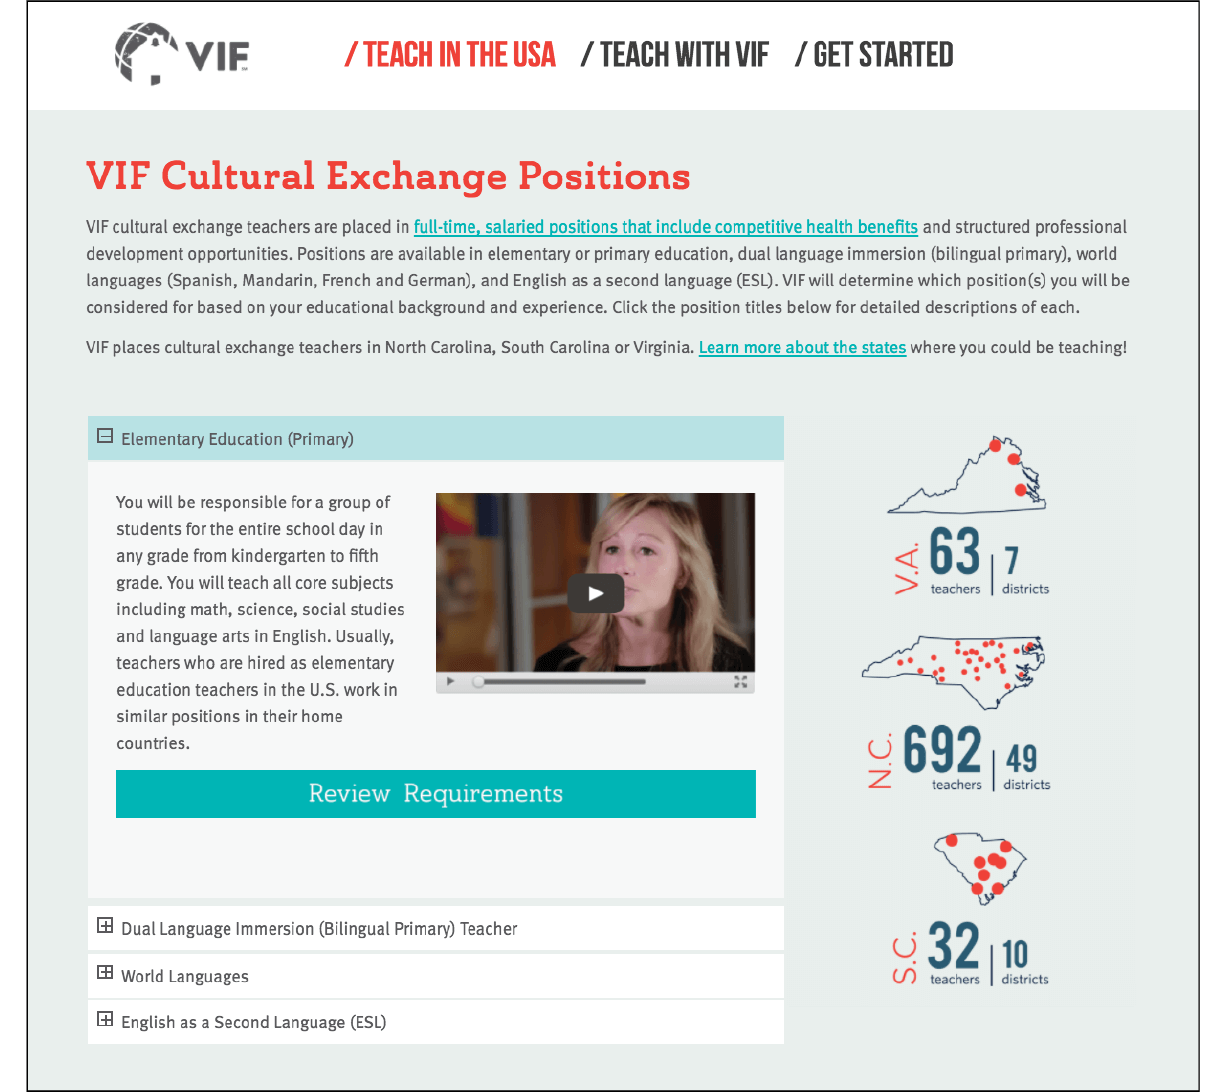 VIF
/ TEACH IN THE USA / TEACH WITH VIF / GET STARTED
VIF Cultural Exchange Positions
VIF cultural exchange teachers are placed in full-time, salaried positions that include competitive health benefits and structured professional
development opportunities. Positions are available in elementary or primary education, dual language immersion (bilingual primary), world
languages (Spanish, Mandarin, French and German), and English as a second language (ESL). VIF will determine which position(s) you will be
considered for based on your educational background and experience. Click the position titles below for detailed descriptions of each.
VIF places cultural exchange teachers in North Carolina, South Carolina or Virginia. Learn more about the states where you could be teaching!
Elementary Education (Primary)
You will be responsible for a group of
students for the entire school day in
any grade from kindergarten to fifth
grade. You will teach all core subjects
including math, science, social studies
and language arts in English. Usually,
teachers who are hired as elementary
education teachers in the U.S. work in
similar positions in their home
countries.
Review Requirements
Dual Language Immersion (Bilingual Primary) Teacher
World Languages
English as a Second Language (ESL)
V.A. 63 7
teachers districts
N.C. 692 49
teachers districts
S.C. 32 10
teachers districts